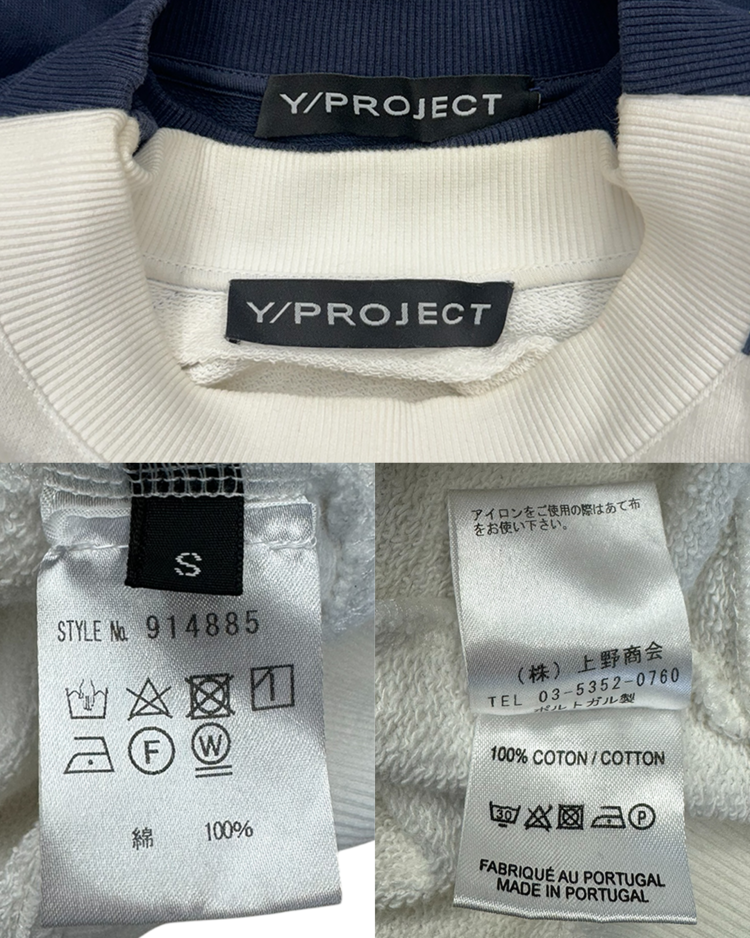 Y/PROJECT
Y/PROJECT
S
STYLE No. 914885
F W
綿 100%
アイロンをご使用の際はあて布
をお使い下さい。
(株) 上野商会
TEL 03-5352-0760
ポルトガル製
100% COTON / COTTON
30 P
FABRIQUÉ AU PORTUGAL
MADE IN PORTUGAL